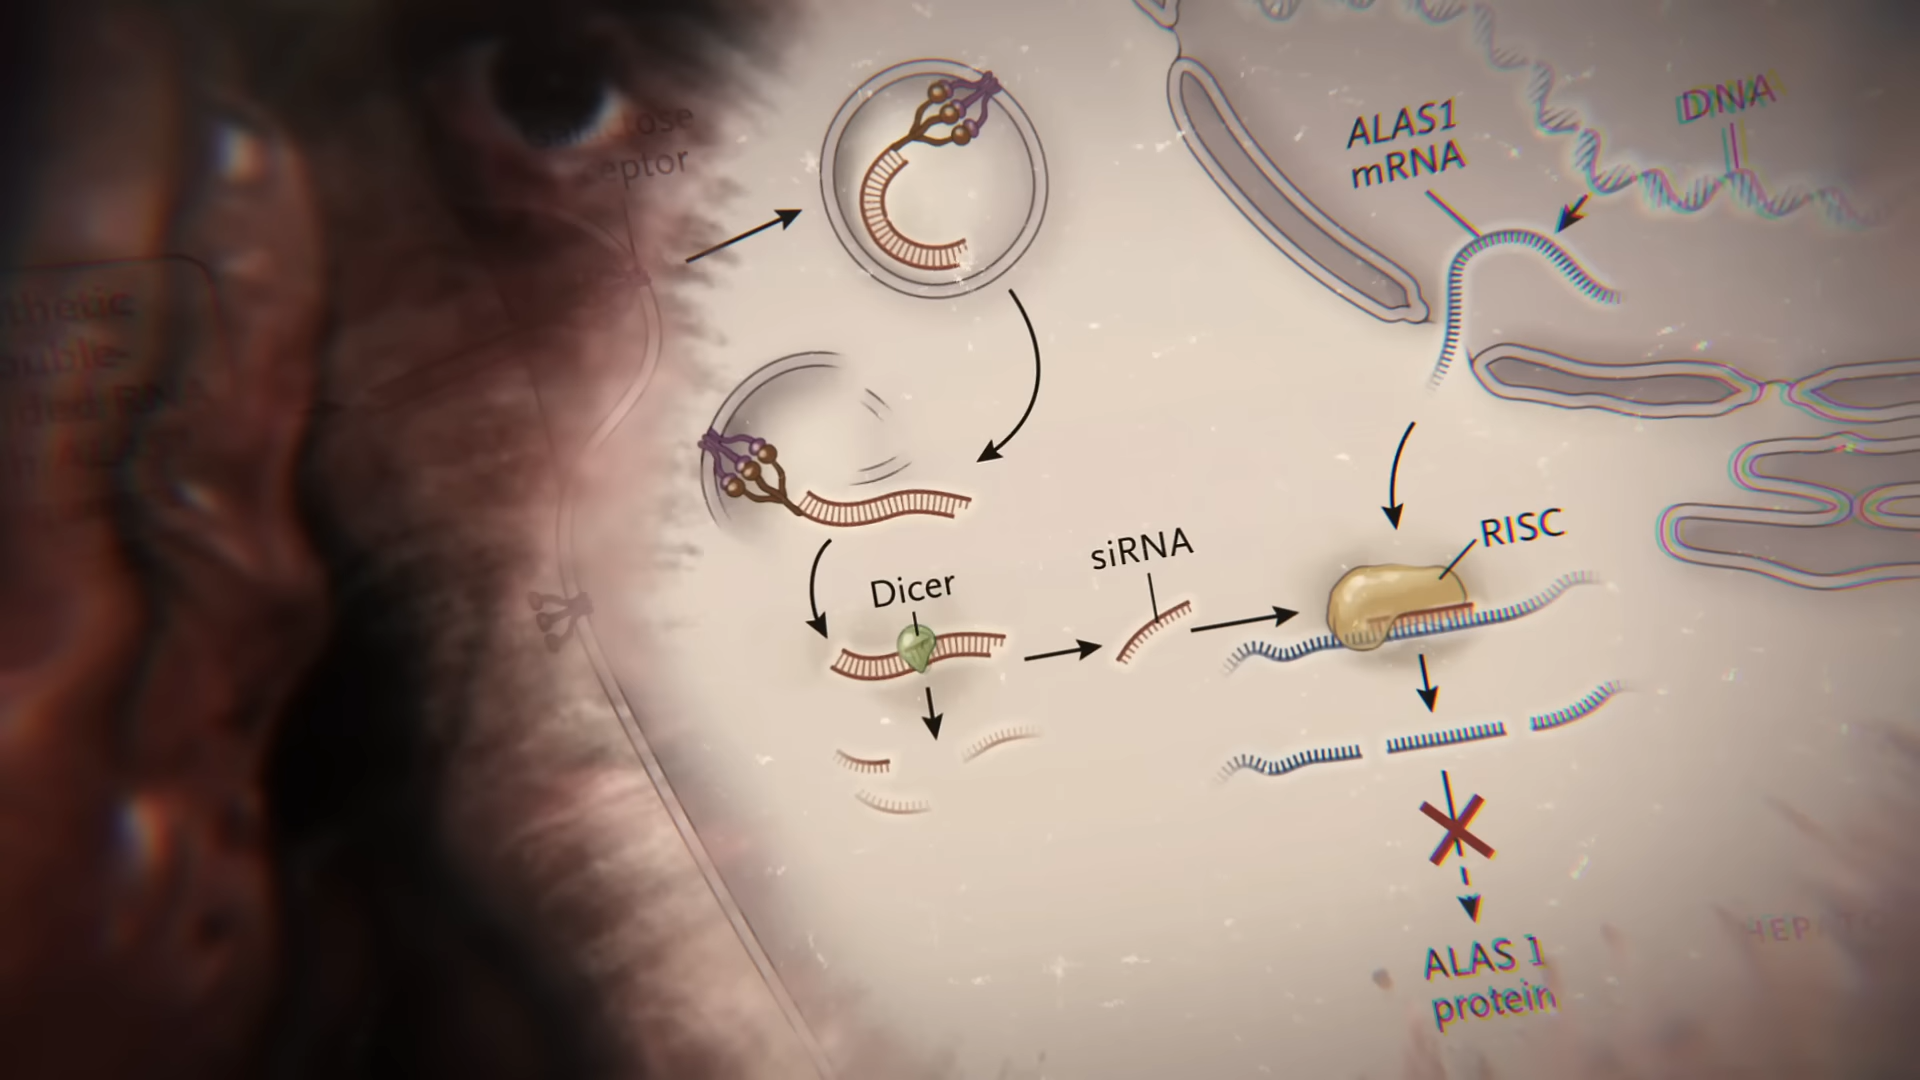 ALAS1
mRNA
DNA
RISC
siRNA
Dicer
ALAS 1
protein